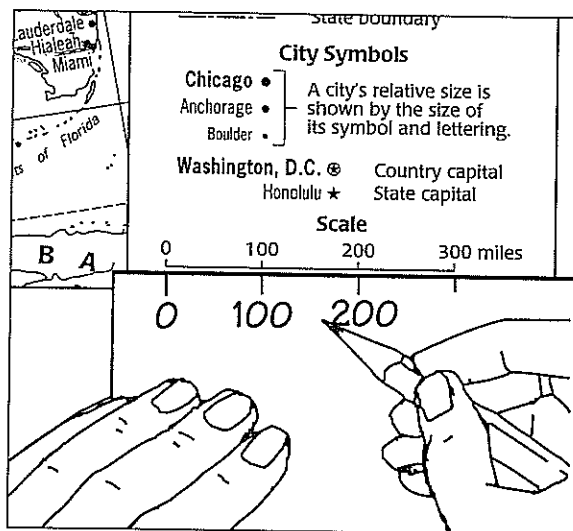 State boundary
auderdale
Hialeah
Miami
City Symbols
Chicago
Anchorage
Boulder
A city's relative size is
shown by the size of
its symbol and lettering.
ts of Florida
Washington, D.C. ⍟ Country capital
Honolulu ★ State capital
Scale
B A
0 100 200 300 miles
0 100 200